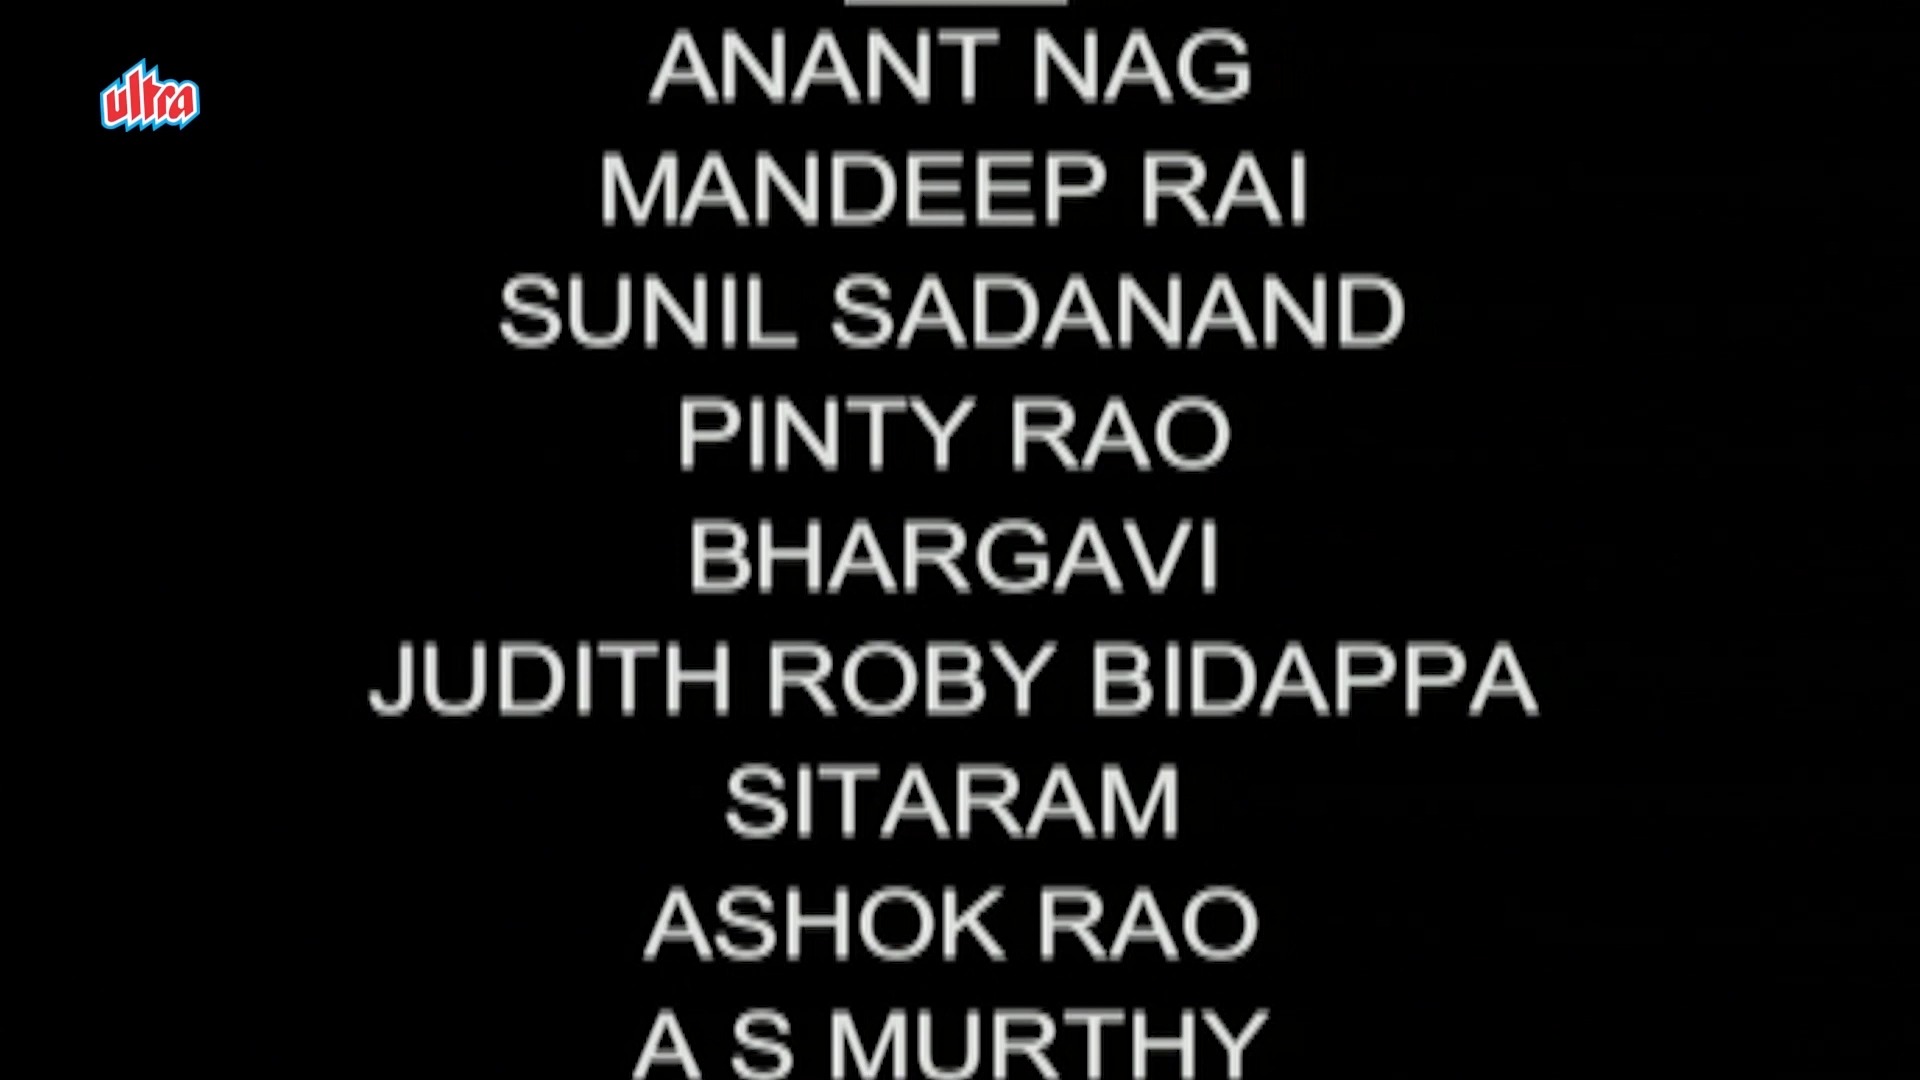 ultra
ANANT NAG
MANDEEP RAI
SUNIL SADANAND
PINTY RAO
BHARGAVI
JUDITH ROBY BIDAPPA
SITARAM
ASHOK RAO
A S MURTHY